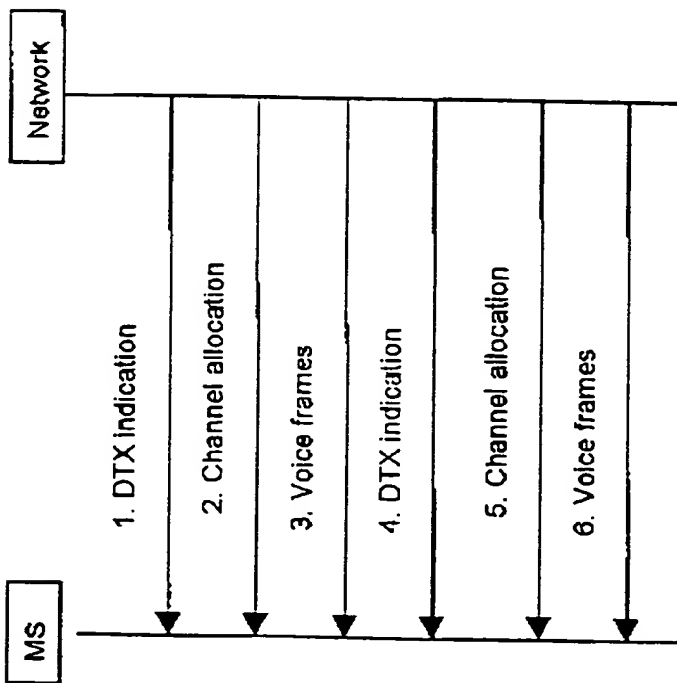 MS
Network
1. DTX indication
2. Channel allocation
3. Voice frames
4. DTX indication
5. Channel allocation
6. Voice frames